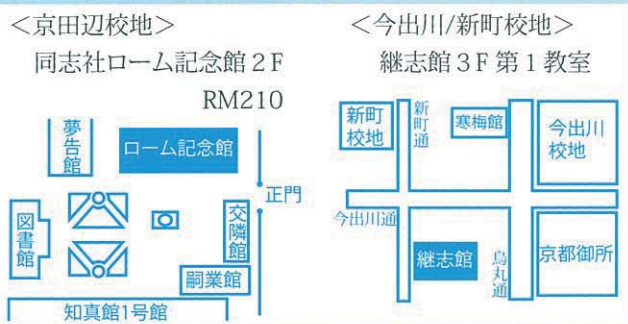 ＜京田辺校地＞
同志社ローム記念館２F
RM210
夢告館
ローム記念館
正門
図書館
交隣館
嗣業館
知真館1号館
＜今出川/新町校地＞
継志館３F 第１教室
新町校地
新町通
寒梅館
今出川校地
今出川通
継志館
烏丸通
京都御所